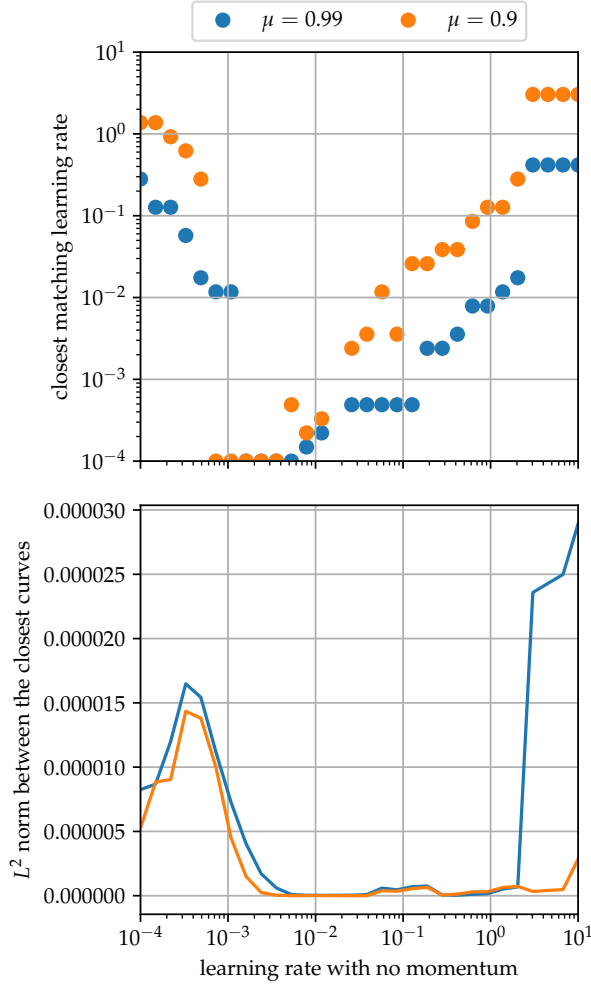 μ = 0.99 μ = 0.9
closest matching learning rate
10¹
10⁰
10⁻¹
10⁻²
10⁻³
10⁻⁴
L² norm between the closest curves
0.000030
0.000025
0.000020
0.000015
0.000010
0.000005
0.000000
10⁻⁴ 10⁻³ 10⁻² 10⁻¹ 10⁰ 10¹
learning rate with no momentum